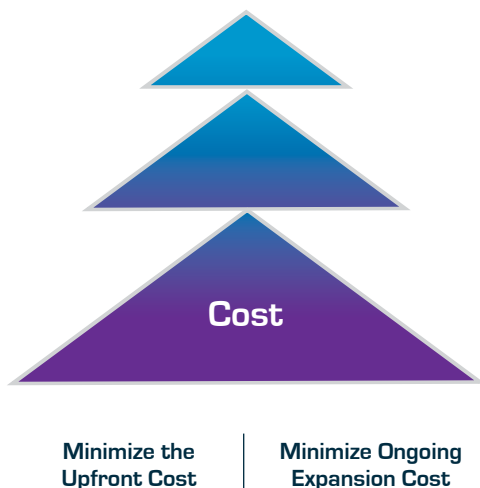 Cost
Minimize the
Upfront Cost
Minimize Ongoing
Expansion Cost